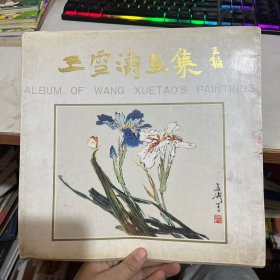 王雪涛画集
ALBUM OF WANG XUETAO'S PAINTINGS